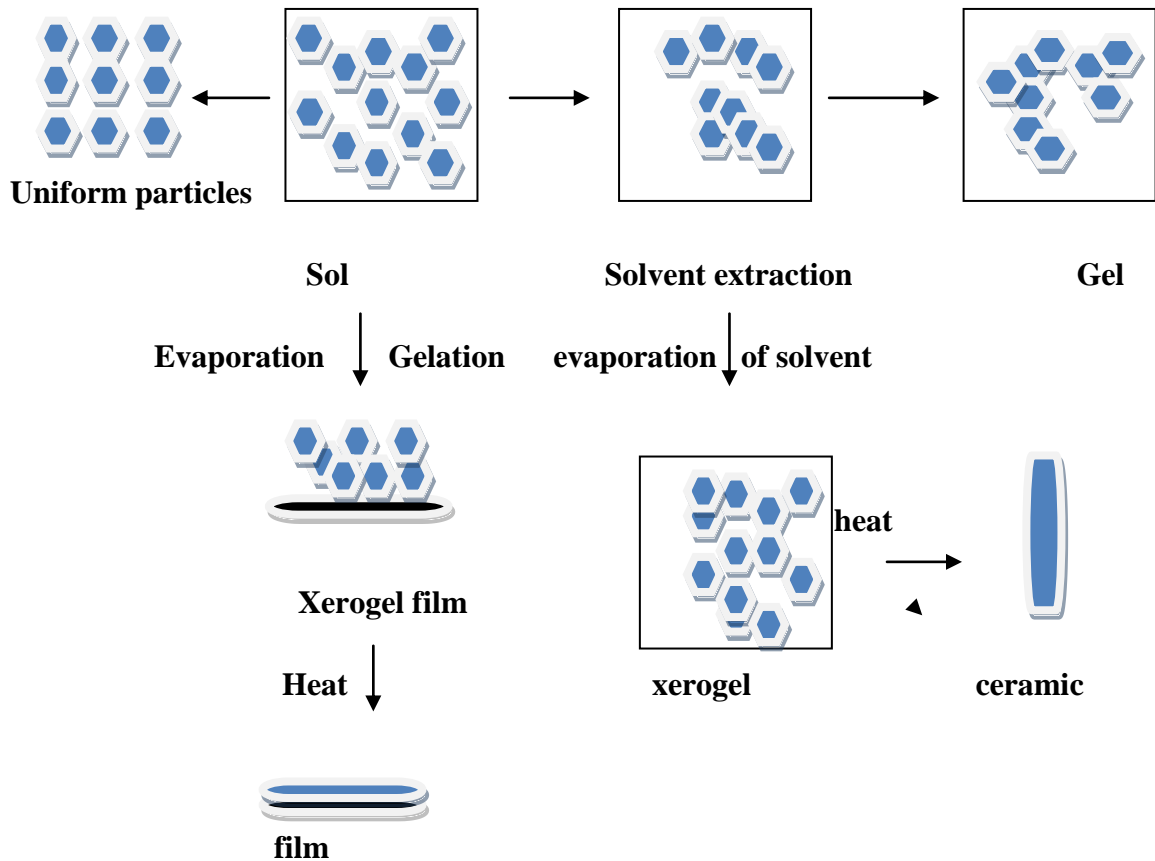 Uniform particles
Sol
Solvent extraction
Gel
Evaporation
Gelation
evaporation
of solvent
heat
Xerogel film
Heat
xerogel
ceramic
film